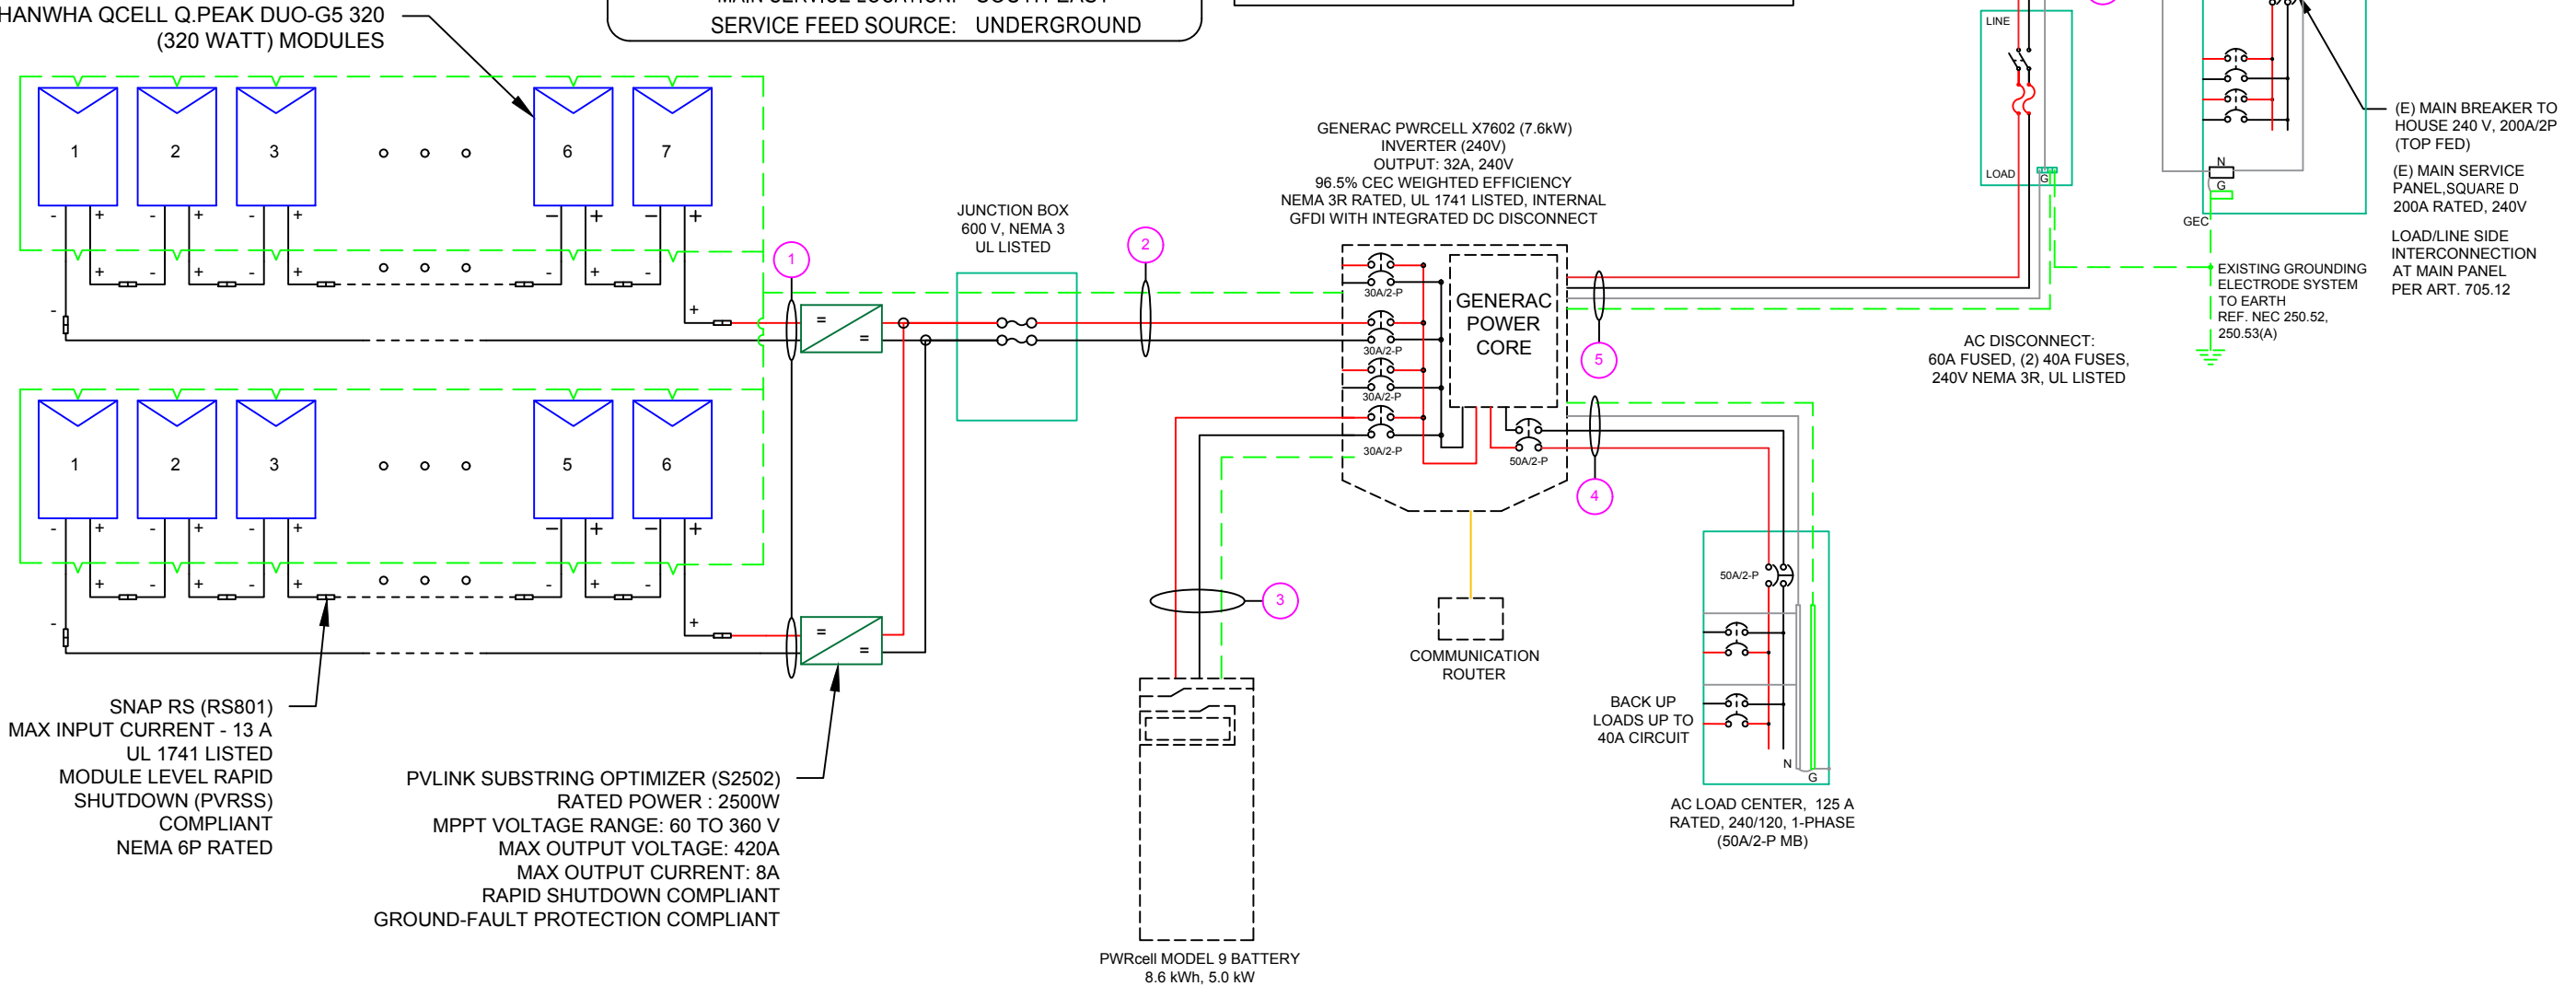 HANWHA QCELL Q.PEAK DUO-G5 320
(320 WATT) MODULES
MAIN SERVICE LOCATION: SOUTH EAST
SERVICE FEED SOURCE: UNDERGROUND
1
2
3
6
7
- + - + - + - + - +
+ - + - + - - + -
-
+
1
JUNCTION BOX
600 V, NEMA 3
UL LISTED
2
=
=
GENERAC PWRCELL X7602 (7.6kW)
INVERTER (240V)
OUTPUT: 32A, 240V
96.5% CEC WEIGHTED EFFICIENCY
NEMA 3R RATED, UL 1741 LISTED, INTERNAL
GFDI WITH INTEGRATED DC DISCONNECT
30A/2-P
30A/2-P
30A/2-P
30A/2-P
GENERAC
POWER
CORE
50A/2-P
5
4
LINE
LOAD
G
AC DISCONNECT:
60A FUSED, (2) 40A FUSES,
240V NEMA 3R, UL LISTED
N
G
GEC
EXISTING GROUNDING
ELECTRODE SYSTEM
TO EARTH
REF. NEC 250.52,
250.53(A)
(E) MAIN BREAKER TO
HOUSE 240 V, 200A/2P
(TOP FED)
(E) MAIN SERVICE
PANEL,SQUARE D
200A RATED, 240V
LOAD/LINE SIDE
INTERCONNECTION
AT MAIN PANEL
PER ART. 705.12
1
2
3
5
6
- + - + - + - + - +
+ - + - + - + -
-
+
=
=
SNAP RS (RS801)
MAX INPUT CURRENT - 13 A
UL 1741 LISTED
MODULE LEVEL RAPID
SHUTDOWN (PVRSS)
COMPLIANT
NEMA 6P RATED
PVLINK SUBSTRING OPTIMIZER (S2502)
RATED POWER : 2500W
MPPT VOLTAGE RANGE: 60 TO 360 V
MAX OUTPUT VOLTAGE: 420A
MAX OUTPUT CURRENT: 8A
RAPID SHUTDOWN COMPLIANT
GROUND-FAULT PROTECTION COMPLIANT
3
PWRcell MODEL 9 BATTERY
8.6 kWh, 5.0 kW
COMMUNICATION
ROUTER
50A/2-P
BACK UP
LOADS UP TO
40A CIRCUIT
N
G
AC LOAD CENTER, 125 A
RATED, 240/120, 1-PHASE
(50A/2-P MB)